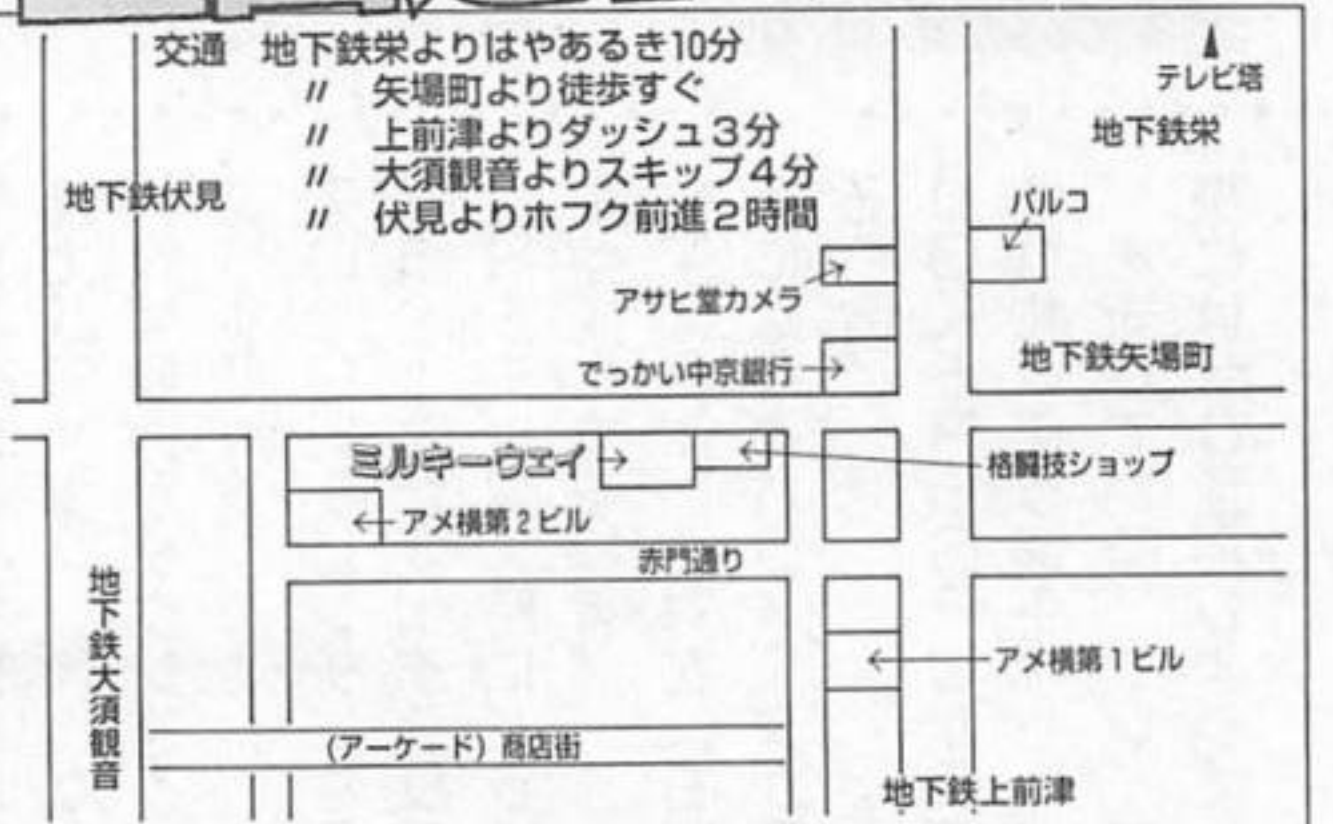 交通 地下鉄栄よりはやあるき10分
〃 矢場町より徒歩すぐ
〃 上前津よりダッシュ3分
〃 大須観音よりスキップ4分
〃 伏見よりホフク前進2時間
テレビ塔
地下鉄栄
地下鉄伏見
パルコ
アサヒ堂カメラ
でっかい中京銀行
地下鉄矢場町
ミルキーウェイ
格闘技ショップ
アメ横第2ビル
赤門通り
地下鉄大須観音
アメ横第1ビル
(アーケード) 商店街
地下鉄上前津